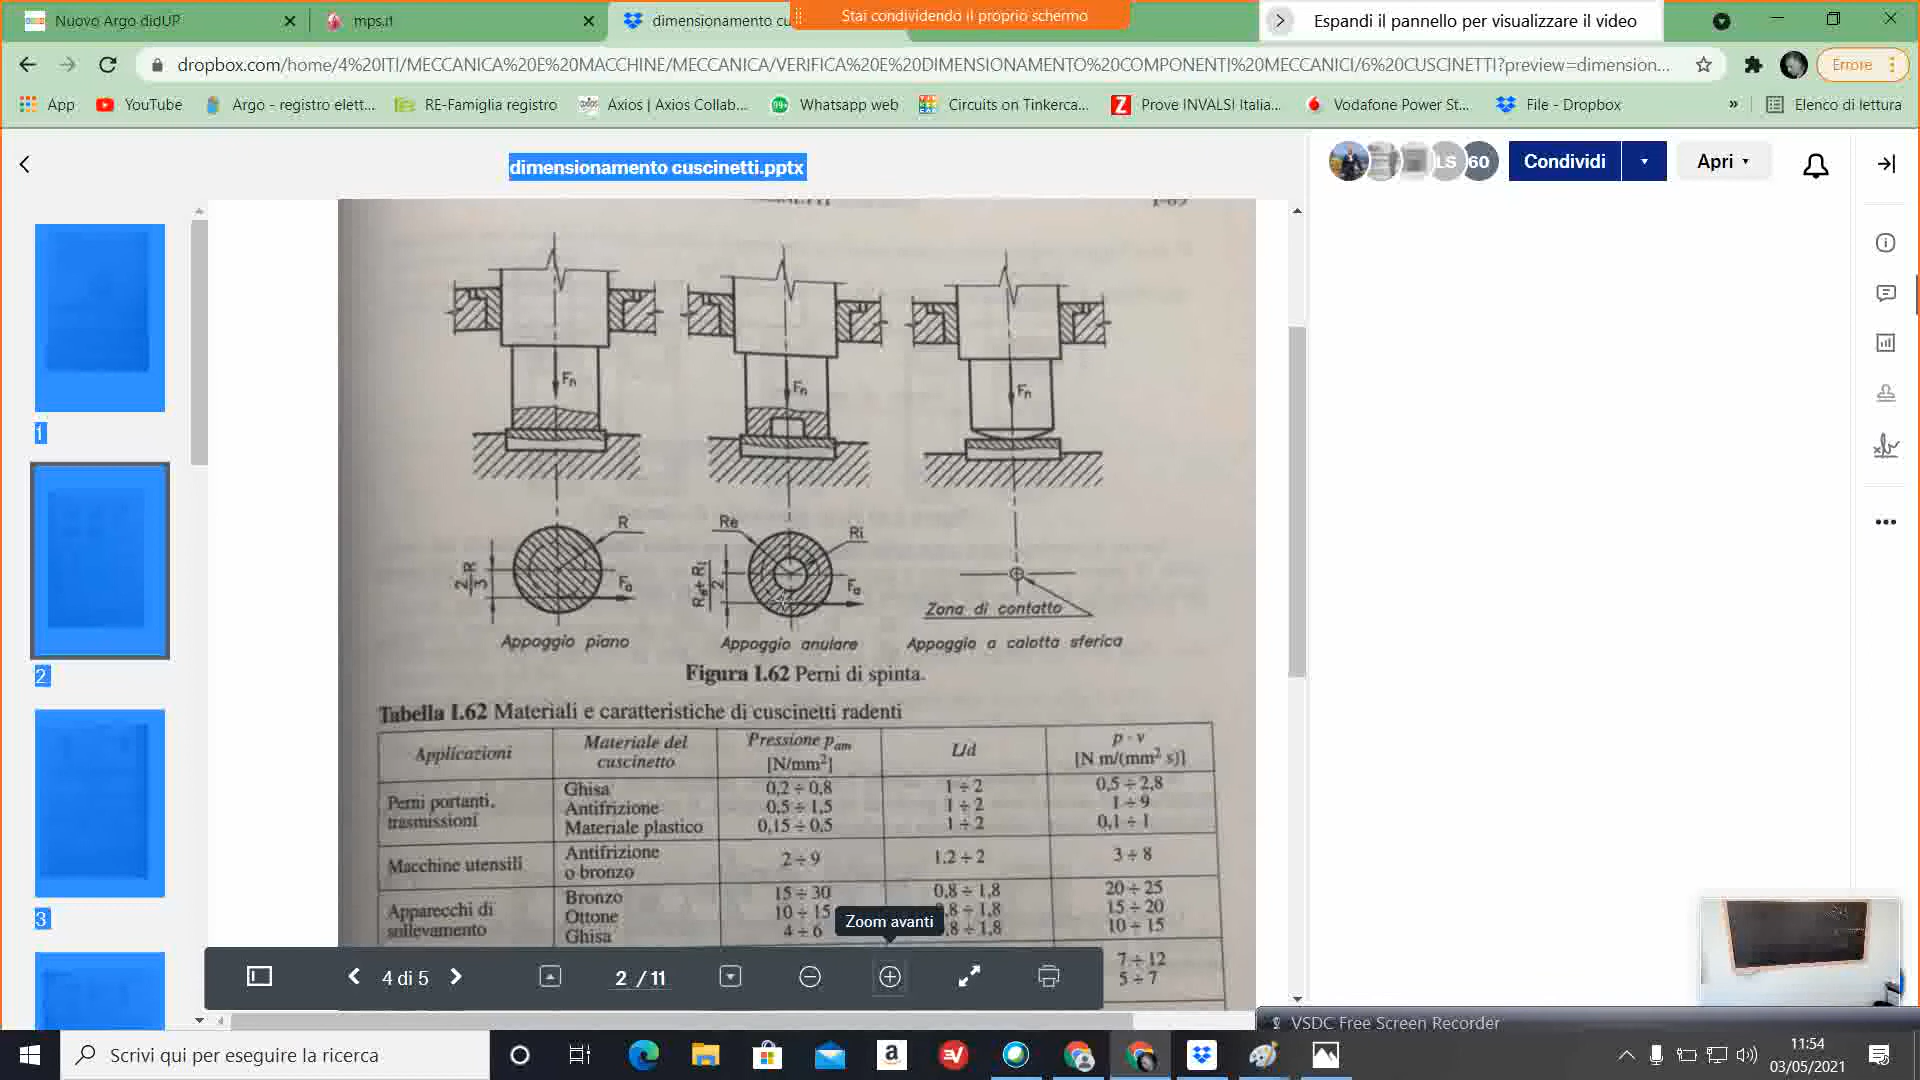 Nuovo Argo didUP
mps.it
dimensionamento cu
Stai condividendo il proprio schermo
Espandi il pannello per visualizzare il video
dropbox.com/home/4%20ITI/MECCANICA%20E%20MACCHINE/MECCANICA/VERIFICA%20E%20DIMENSIONAMENTO%20COMPONENTI%20MECCANICI/6%20CUSCINETTI?preview=dimension...
Errore
App
YouTube
Argo - registro elett...
RE-Famiglia registro
Axios | Axios Collab...
99+
Whatsapp web
Circuits on Tinkerca...
Prove INVALSI Italia...
Vodafone Power St...
File - Dropbox
»
Elenco di lettura
dimensionamento cuscinetti.pptx
LS
60
Condividi
Apri
1
2
3
Fn
Fn
Fn
R
2/3 R
Fa
Re
Ri
Re+Ri/2
Fa
Zona di contatto
Appoggio piano
Appoggio anulare
Appoggio a calotta sferica
Figura I.62 Perni di spinta.
Tabella I.62 Materiali e caratteristiche di cuscinetti radenti
Applicazioni
Materiale del cuscinetto
Pressione pam [N/mm²]
L/d
p · v [N m/(mm² s)]
Perni portanti, trasmissioni
Ghisa 0,2 ÷ 0,8 1 ÷ 2 0,5 ÷ 2,8
Antifrizione 0,5 ÷ 1,5 1 ÷ 2 1 ÷ 9
Materiale plastico 0,15 ÷ 0,5 1 ÷ 2 0,1 ÷ 1
Macchine utensili
Antifrizione o bronzo 2 ÷ 9 1,2 ÷ 2 3 ÷ 8
Apparecchi di sollevamento
Bronzo 15 ÷ 30 0,8 ÷ 1,8 20 ÷ 25
Ottone 10 ÷ 15 ,8 ÷ 1,8 15 ÷ 20
Ghisa 4 ÷ 6 ,8 ÷ 1,8 10 ÷ 15
7 ÷ 12
5 ÷ 7
Zoom avanti
4 di 5
2 / 11
VSDC Free Screen Recorder
Scrivi qui per eseguire la ricerca
11:54
03/05/2021